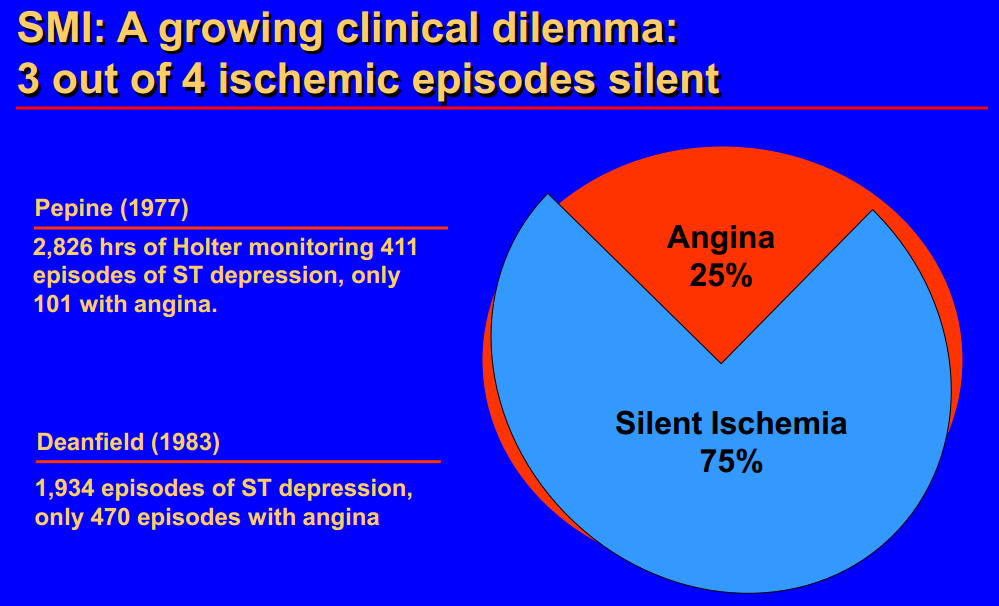 SMI: A growing clinical dilemma:
3 out of 4 ischemic episodes silent
Pepine (1977)
2,826 hrs of Holter monitoring 411
episodes of ST depression, only
101 with angina.
Deanfield (1983)
1,934 episodes of ST depression,
only 470 episodes with angina
Angina
25%
Silent Ischemia
75%